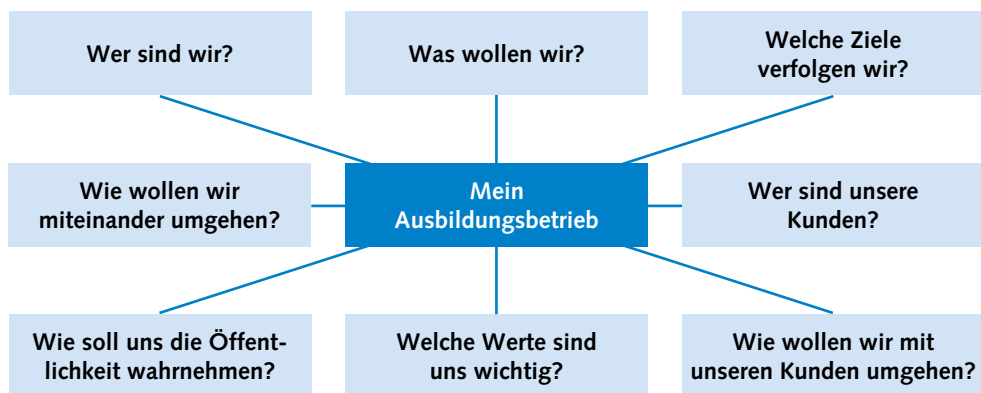 Wer sind wir?
Was wollen wir?
Welche Ziele
verfolgen wir?
Wie wollen wir
miteinander umgehen?
Mein
Ausbildungsbetrieb
Wer sind unsere
Kunden?
Wie soll uns die Öffent-
lichkeit wahrnehmen?
Welche Werte sind
uns wichtig?
Wie wollen wir mit
unseren Kunden umgehen?